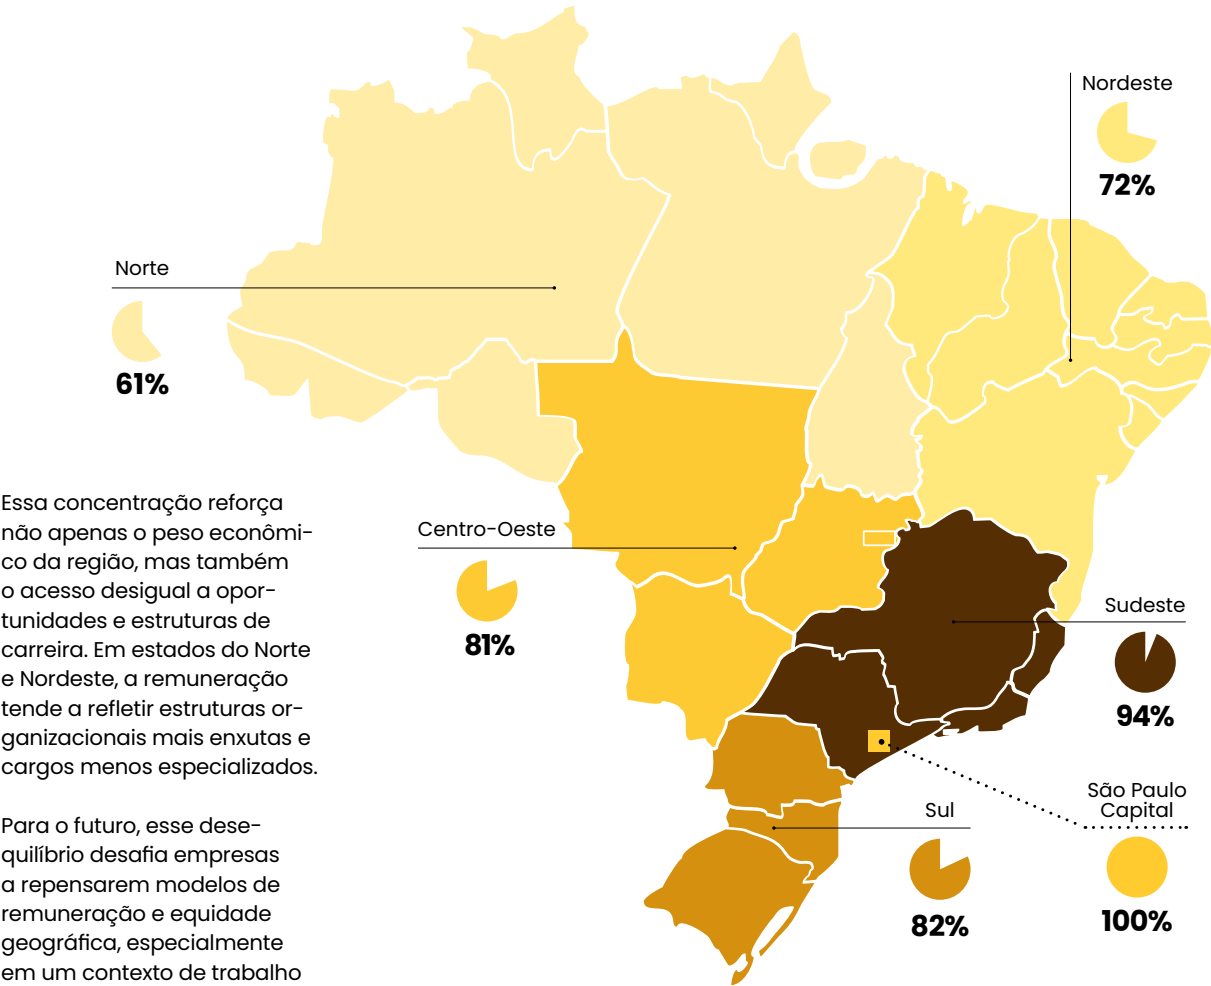 Nordeste
72%
Norte
61%
Essa concentração reforça
não apenas o peso econômi-
co da região, mas também
o acesso desigual a opor-
tunidades e estruturas de
carreira. Em estados do Norte
e Nordeste, a remuneração
tende a refletir estruturas or-
ganizacionais mais enxutas e
cargos menos especializados.
Para o futuro, esse dese-
quilíbrio desafia empresas
a repensarem modelos de
remuneração e equidade
geográfica, especialmente
em um contexto de trabalho
Centro-Oeste
81%
Sudeste
94%
São Paulo
Capital
100%
Sul
82%